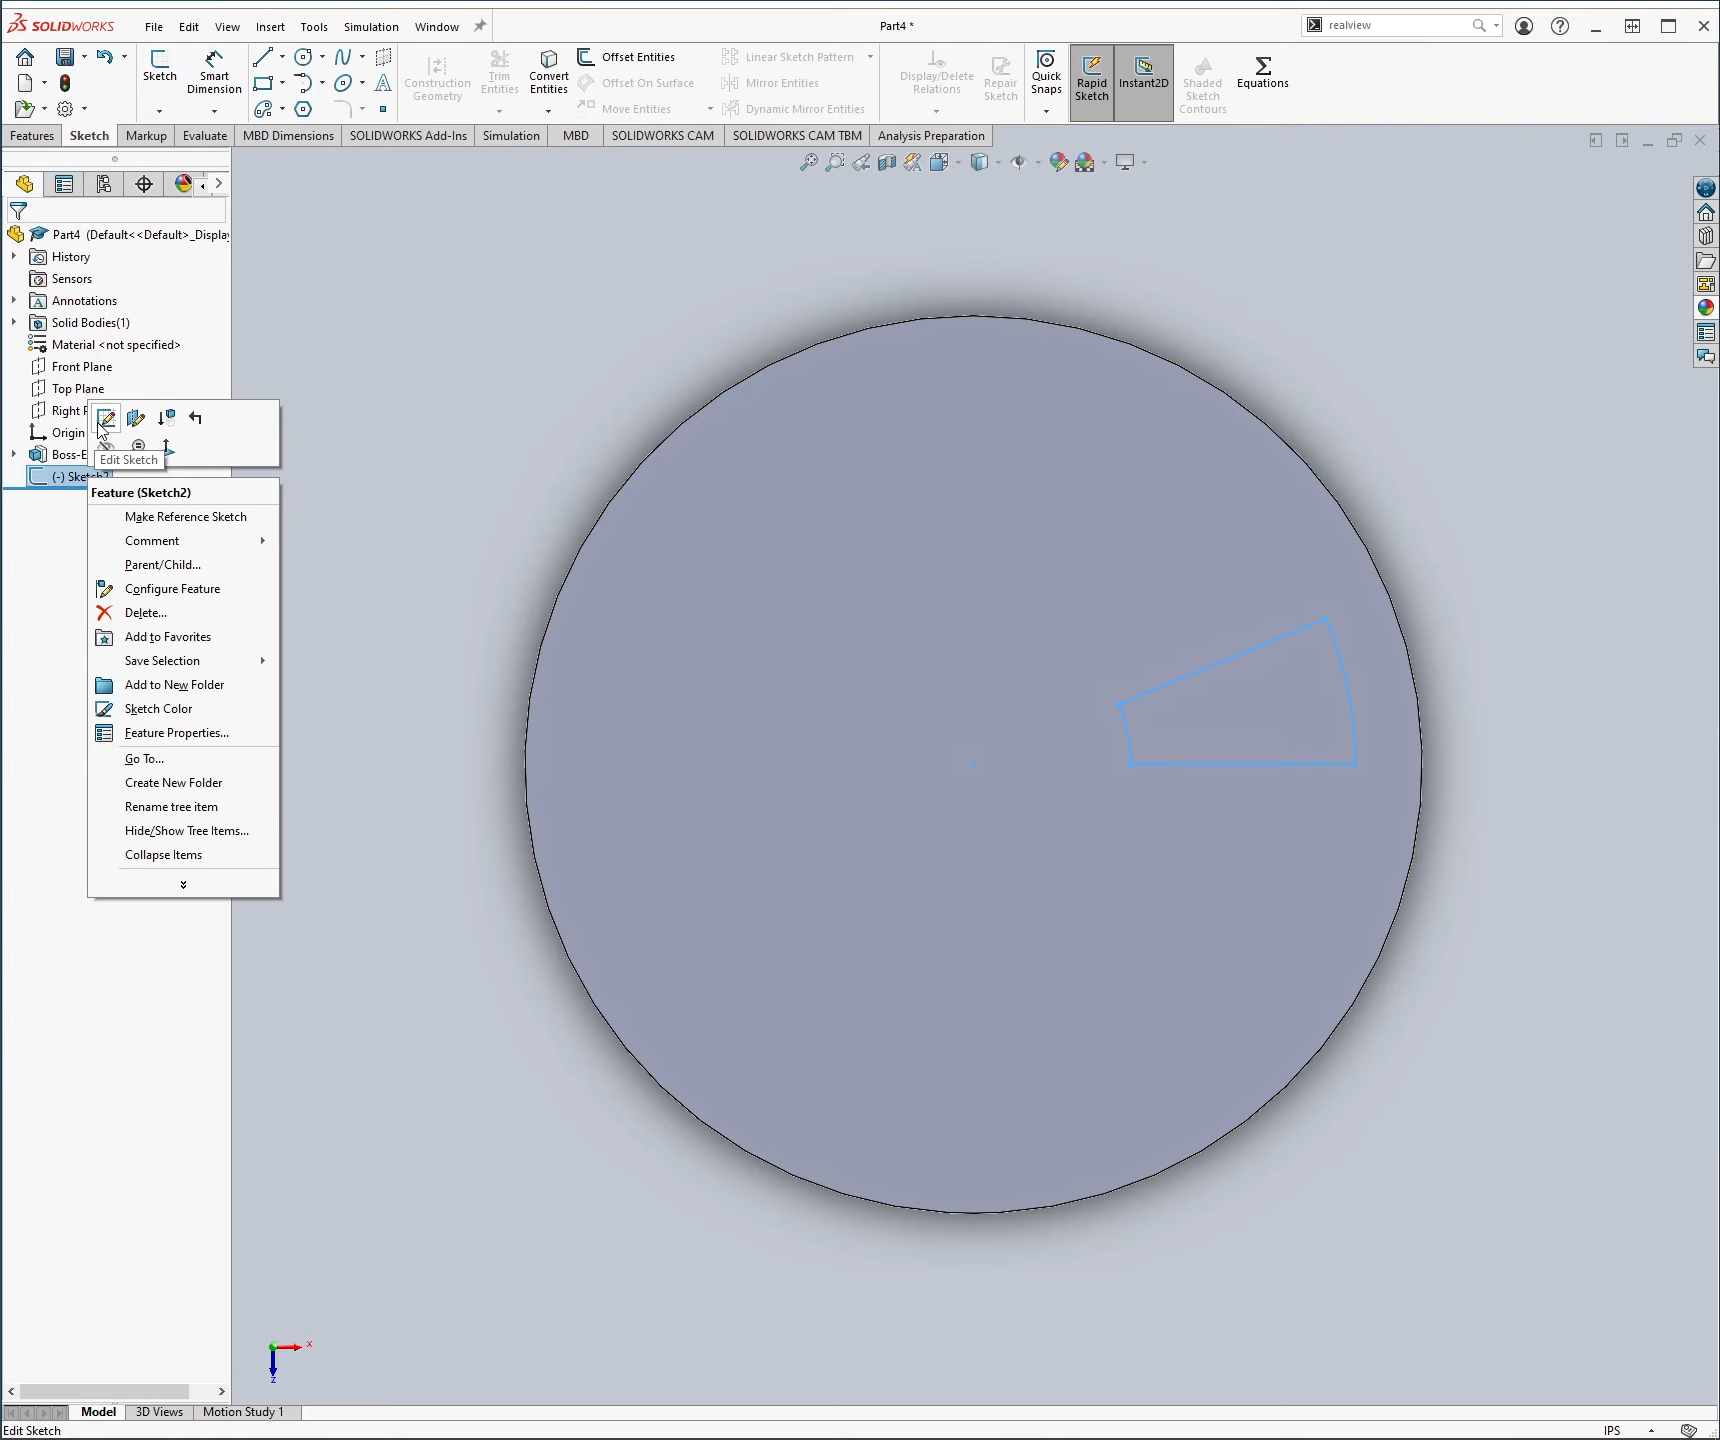 SOLIDWORKS
File
Edit
View
Insert
Tools
Simulation
Window
Part4 *
realview
Sketch
Smart Dimension
Construction Geometry
Trim Entities
Convert Entities
Offset Entities
Offset On Surface
Move Entities
Linear Sketch Pattern
Mirror Entities
Dynamic Mirror Entities
Display/Delete Relations
Repair Sketch
Quick Snaps
Rapid Sketch
Instant2D
Shaded Sketch Contours
Equations
Features
Sketch
Markup
Evaluate
MBD Dimensions
SOLIDWORKS Add-Ins
Simulation
MBD
SOLIDWORKS CAM
SOLIDWORKS CAM TBM
Analysis Preparation
Part4 (Default<<Default>_Display
History
Sensors
Annotations
Solid Bodies(1)
Material <not specified>
Front Plane
Top Plane
Right P
Origin
Boss-E
(-) Sketch2
Edit Sketch
Feature (Sketch2)
Make Reference Sketch
Comment
Parent/Child...
Configure Feature
Delete...
Add to Favorites
Save Selection
Add to New Folder
Sketch Color
Feature Properties...
Go To...
Create New Folder
Rename tree item
Hide/Show Tree Items...
Collapse Items
x
z
Model
3D Views
Motion Study 1
Edit Sketch
IPS